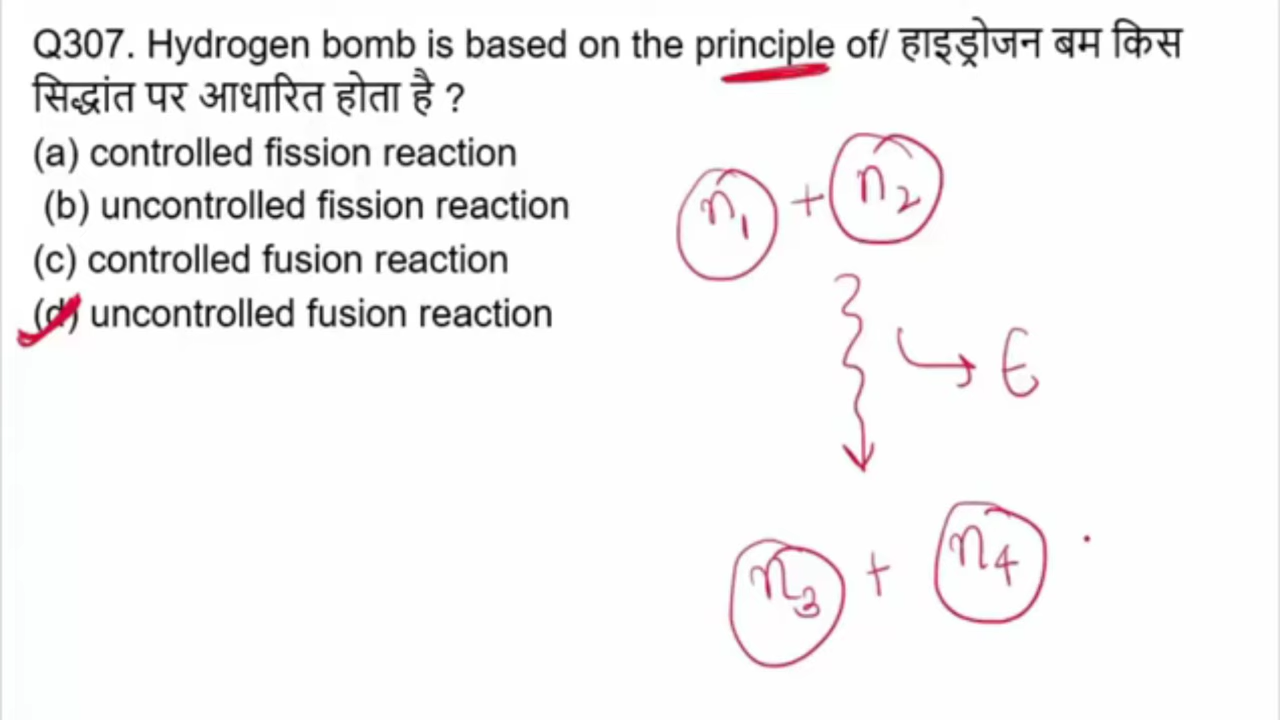 Q307. Hydrogen bomb is based on the principle of/ हाइड्रोजन बम किस
सिद्धांत पर आधारित होता है ?
(a) controlled fission reaction
(b) uncontrolled fission reaction
(c) controlled fusion reaction
(d) uncontrolled fusion reaction
n1 + n2
E
n3 + n4